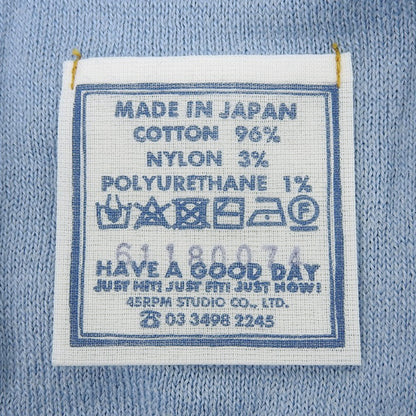 MADE IN JAPAN
COTTON 96%
NYLON 3%
POLYURETHANE 1%
61180074
HAVE A GOOD DAY
JUST HIT! JUST FIT! JUST NOW!
45RPM STUDIO CO., LTD.
☎ 03 3498 2245